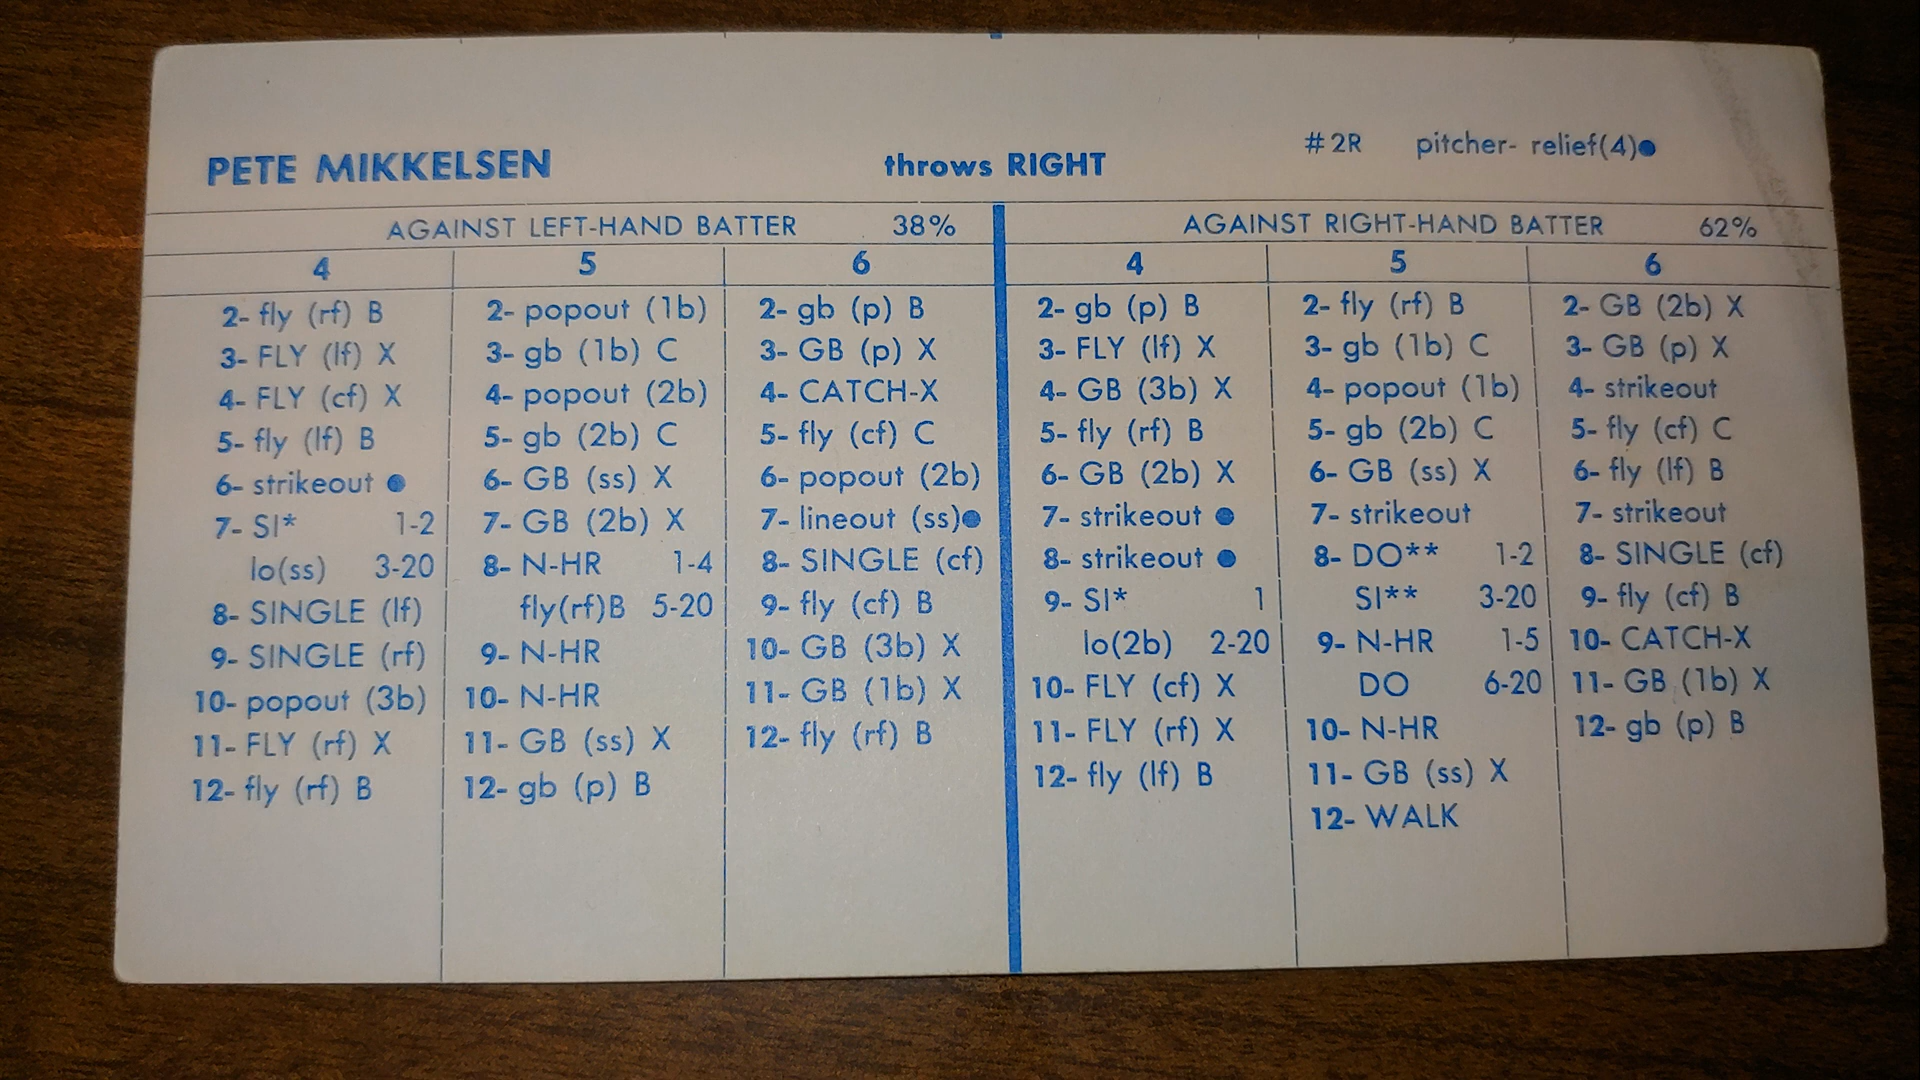 PETE MIKKELSEN throws RIGHT #2R pitcher- relief(4)●
AGAINST LEFT-HAND BATTER 38%
4
2- fly (rf) B
3- FLY (lf) X
4- FLY (cf) X
5- fly (lf) B
6- strikeout ●
7- SI* 1-2
lo(ss) 3-20
8- SINGLE (lf)
9- SINGLE (rf)
10- popout (3b)
11- FLY (rf) X
12- fly (rf) B
5
2- popout (1b)
3- gb (1b) C
4- popout (2b)
5- gb (2b) C
6- GB (ss) X
7- GB (2b) X
8- N-HR 1-4
fly(rf)B 5-20
9- N-HR
10- N-HR
11- GB (ss) X
12- gb (p) B
6
2- gb (p) B
3- GB (p) X
4- CATCH-X
5- fly (cf) C
6- popout (2b)
7- lineout (ss)●
8- SINGLE (cf)
9- fly (cf) B
10- GB (3b) X
11- GB (1b) X
12- fly (rf) B
AGAINST RIGHT-HAND BATTER 62%
4
2- gb (p) B
3- FLY (lf) X
4- GB (3b) X
5- fly (rf) B
6- GB (2b) X
7- strikeout ●
8- strikeout ●
9- SI* 1
lo(2b) 2-20
10- FLY (cf) X
11- FLY (rf) X
12- fly (lf) B
5
2- fly (rf) B
3- gb (1b) C
4- popout (1b)
5- gb (2b) C
6- GB (ss) X
7- strikeout
8- DO** 1-2
SI** 3-20
9- N-HR 1-5
DO 6-20
10- N-HR
11- GB (ss) X
12- WALK
6
2- GB (2b) X
3- GB (p) X
4- strikeout
5- fly (cf) C
6- fly (lf) B
7- strikeout
8- SINGLE (cf)
9- fly (cf) B
10- CATCH-X
11- GB (1b) X
12- gb (p) B